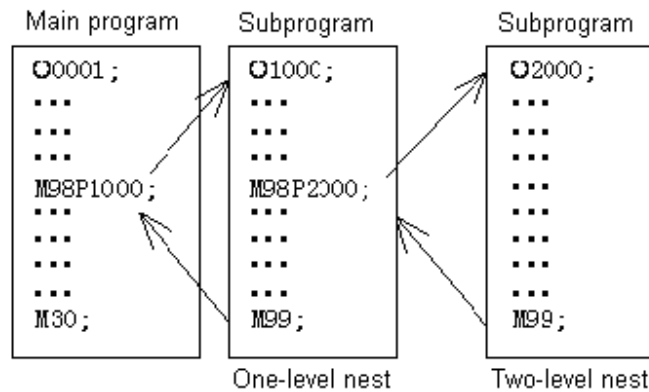 Main program
O0001;
...
...
...
M98P1000;
...
...
...
...
M30;
Subprogram
O1000;
...
...
...
M98P2000;
...
...
...
...
M99;
One-level nest
Subprogram
O2000;
...
...
...
...
...
...
...
...
M99;
Two-level nest